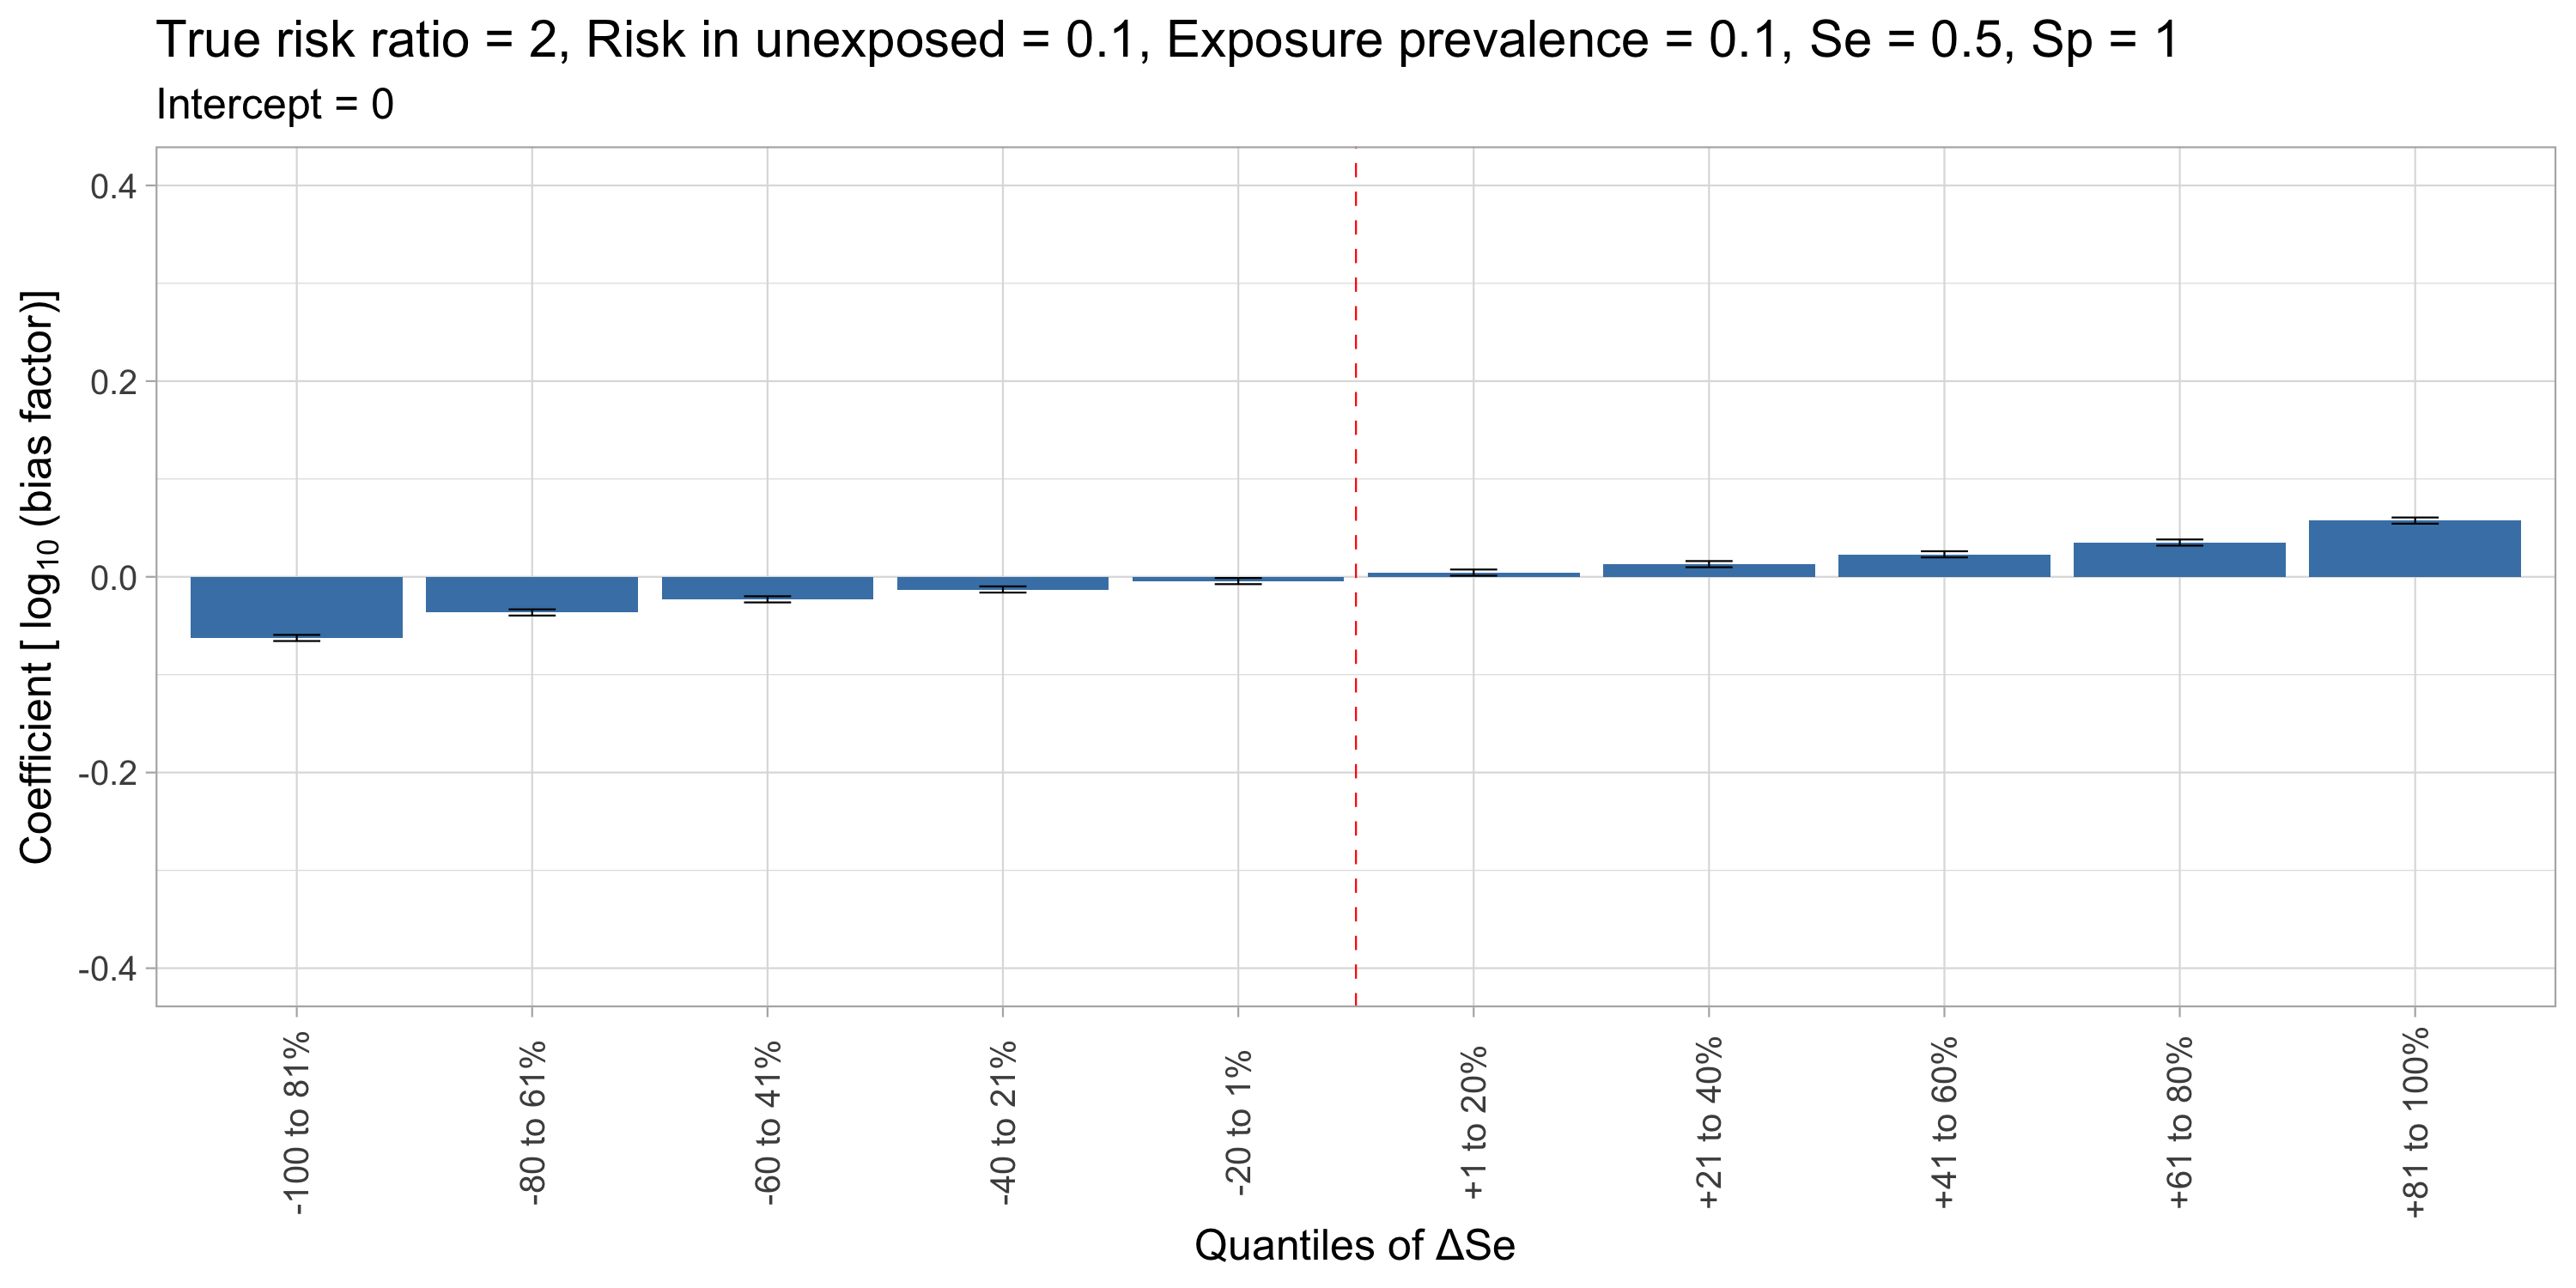 True risk ratio = 2, Risk in unexposed = 0.1, Exposure prevalence = 0.1, Se = 0.5, Sp = 1
Intercept = 0
Coefficient [ log₁₀ (bias factor)]
0.4
0.2
0.0
-0.2
-0.4
-100 to 81%
-80 to 61%
-60 to 41%
-40 to 21%
-20 to 1%
+1 to 20%
+21 to 40%
+41 to 60%
+61 to 80%
+81 to 100%
Quantiles of ΔSe